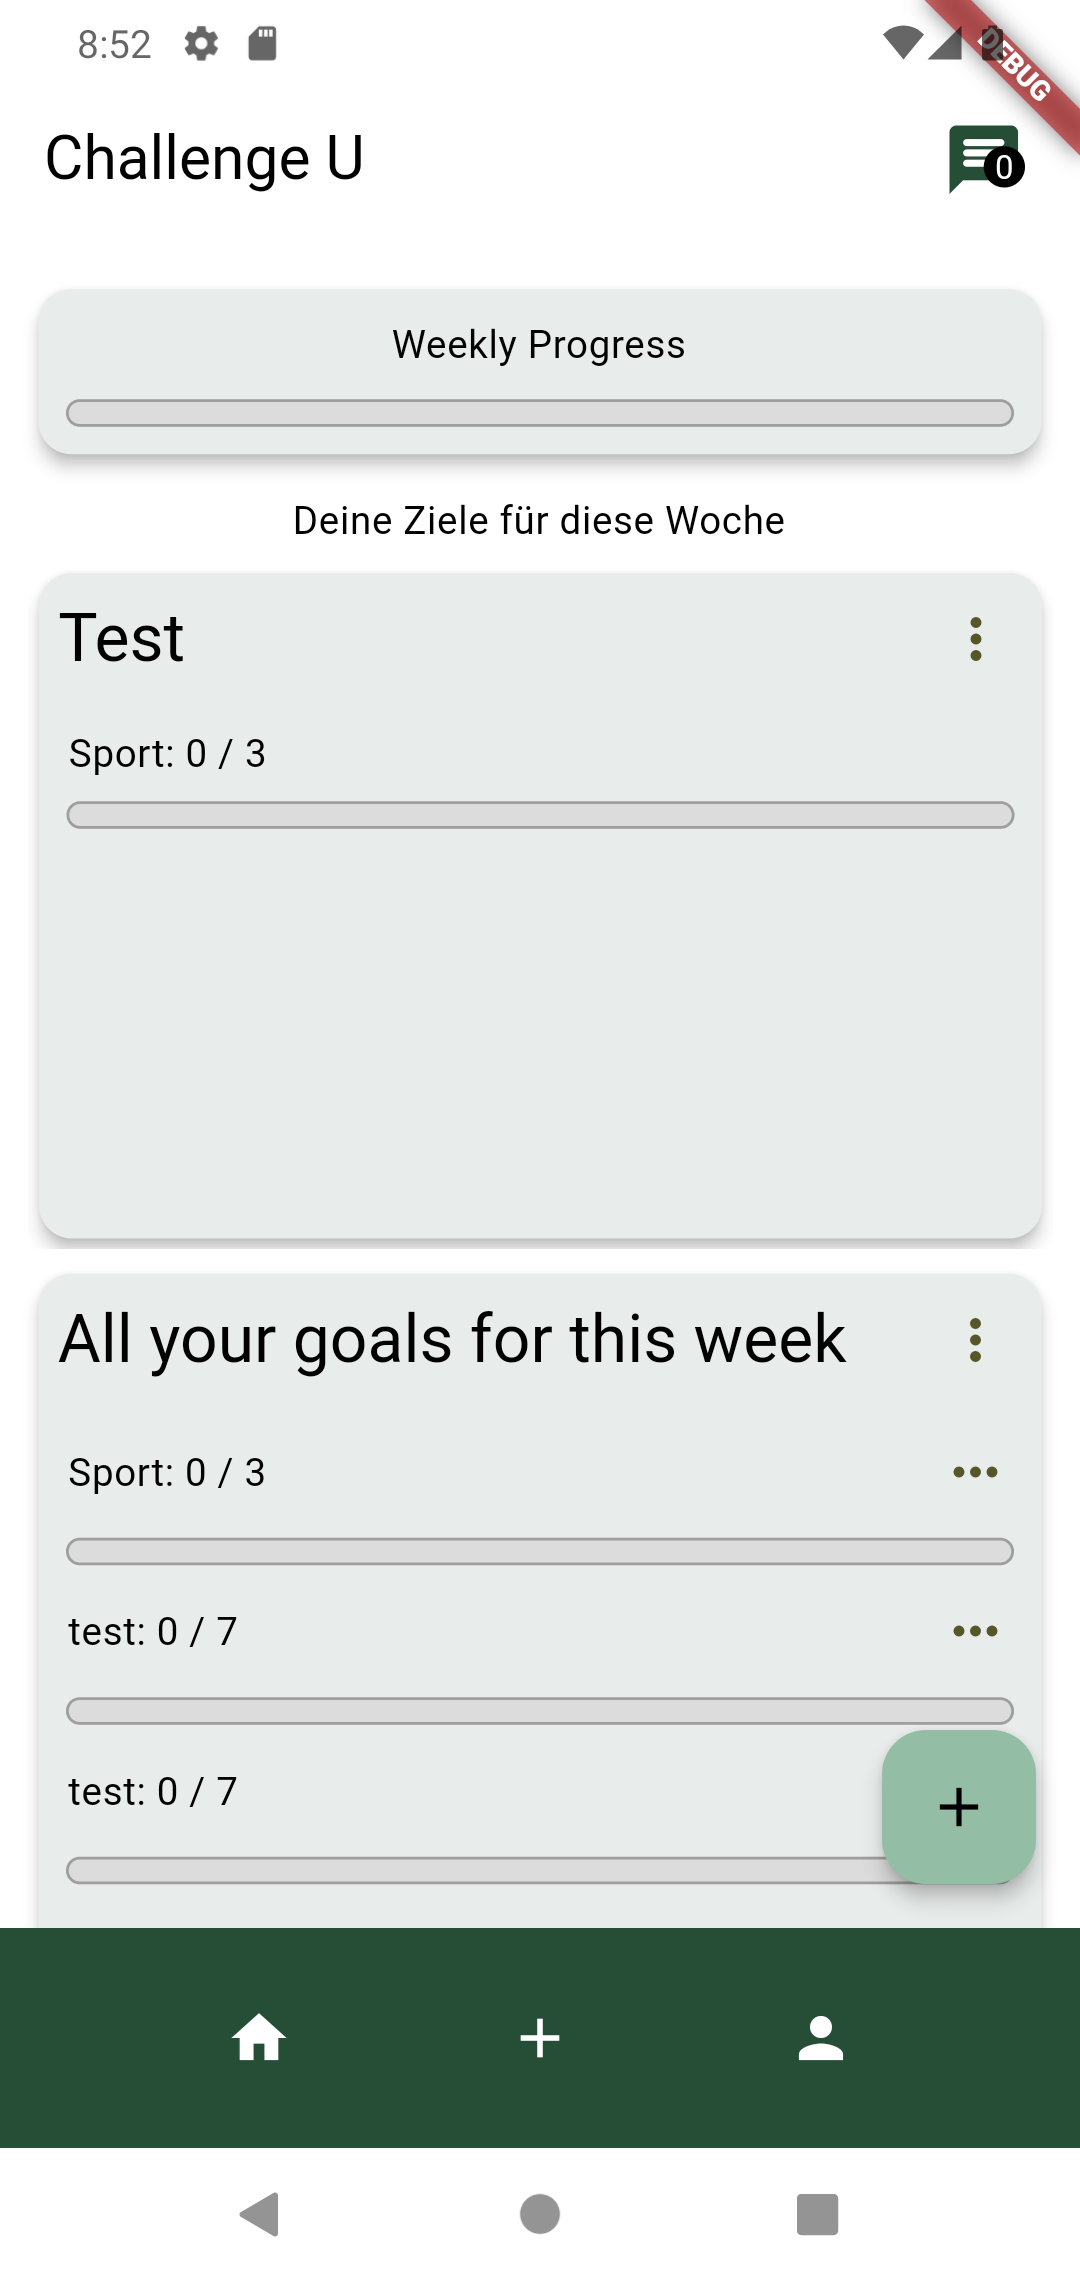 8:52
DEBUG
Challenge U
0
Weekly Progress
Deine Ziele für diese Woche
Test
Sport: 0 / 3
All your goals for this week
Sport: 0 / 3
test: 0 / 7
test: 0 / 7